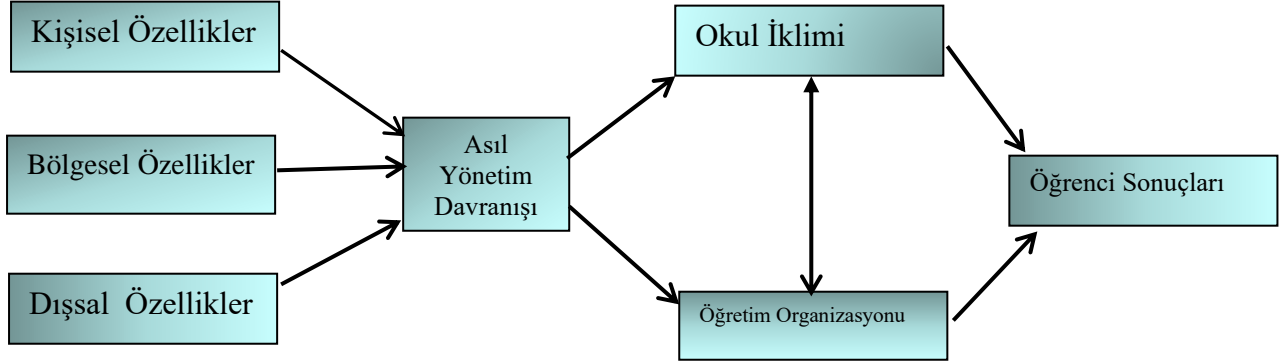 Kişisel Özellikler
Bölgesel Özellikler
Dışsal Özellikler
Asıl
Yönetim
Davranışı
Okul İklimi
Öğretim Organizasyonu
Öğrenci Sonuçları